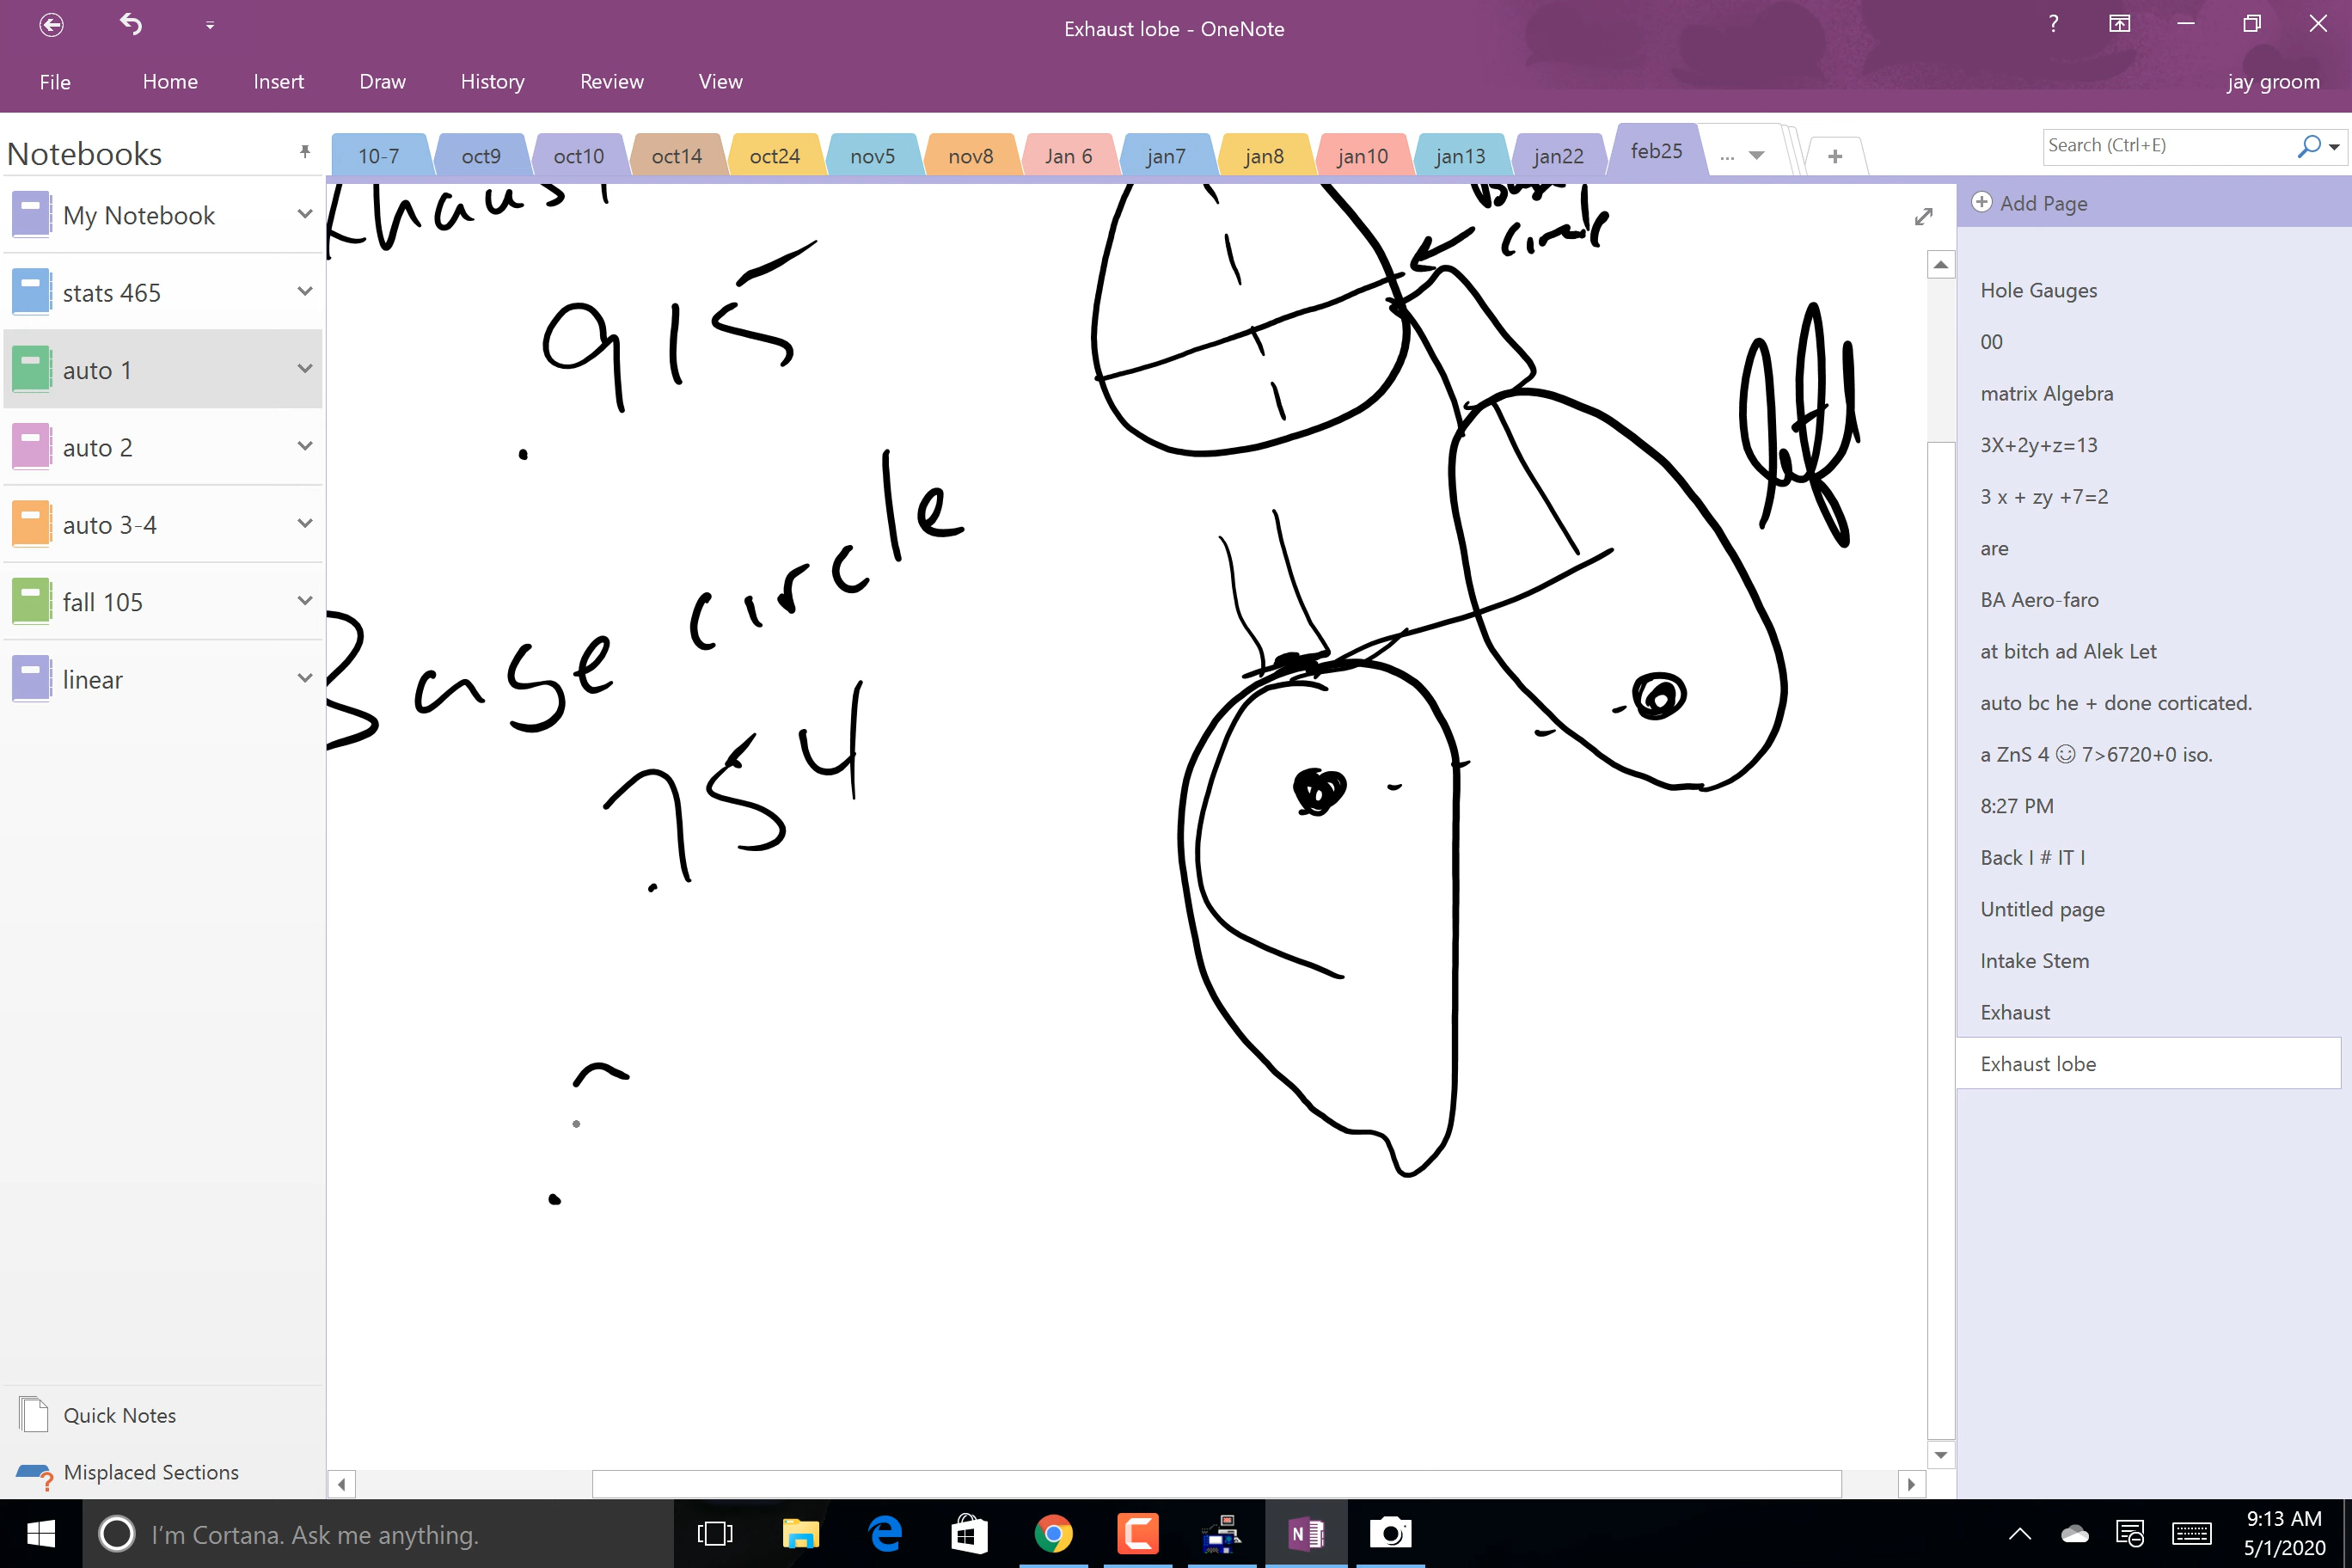 Exhaust lobe - OneNote
?
File Home Insert Draw History Review View
jay groom
Notebooks
10-7 oct9 oct10 oct14 oct24 nov5 nov8 Jan 6 jan7 jan8 jan10 jan13 jan22 feb25 ... +
Search (Ctrl+E)
My Notebook
stats 465
auto 1
auto 2
auto 3-4
fall 105
linear
Quick Notes
Misplaced Sections
.915
circle
Base circle
.754
Add Page
Hole Gauges
00
matrix Algebra
3X+2y+z=13
3 x + zy +7=2
are
BA Aero-faro
at bitch ad Alek Let
auto bc he + done corticated.
a ZnS 4 ☺ 7>6720+0 iso.
8:27 PM
Back I # IT I
Untitled page
Intake Stem
Exhaust
Exhaust lobe
I'm Cortana. Ask me anything.
9:13 AM
5/1/2020